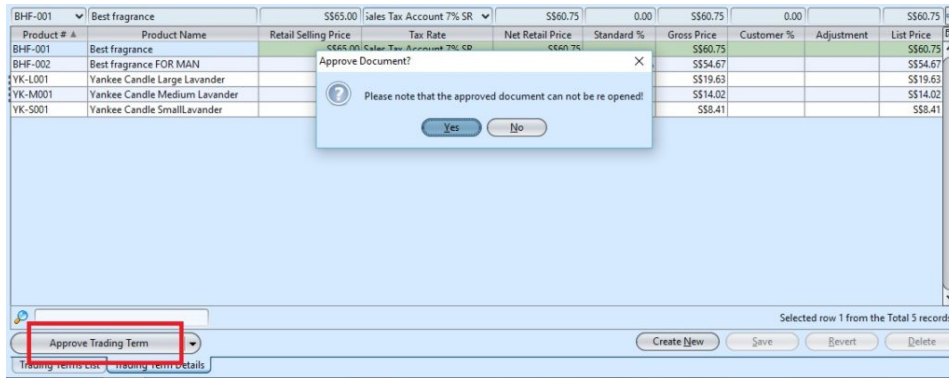 BHF-001 Best fragrance S$65.00 Sales Tax Account 7% SR S$60.75 0.00 S$60.75 0.00 S$60.75
Product # Product Name Retail Selling Price Tax Rate Net Retail Price Standard % Gross Price Customer % Adjustment List Price
BHF-001 Best fragrance S$65.00 Sales Tax Account 7% SR S$60.75 S$60.75 S$60.75
Approve Document?
BHF-002 Best fragrance FOR MAN S$54.67 S$54.67
YK-L001 Yankee Candle Large Lavander S$19.63 S$19.63
YK-M001 Yankee Candle Medium Lavander Please note that the approved document can not be re opened! S$14.02 S$14.02
YK-S001 Yankee Candle SmallLavander S$8.41 S$8.41
Yes No
Selected row 1 from the Total 5 records
Approve Trading Term Create New Save Revert Delete
Trading Terms List Trading Term Details